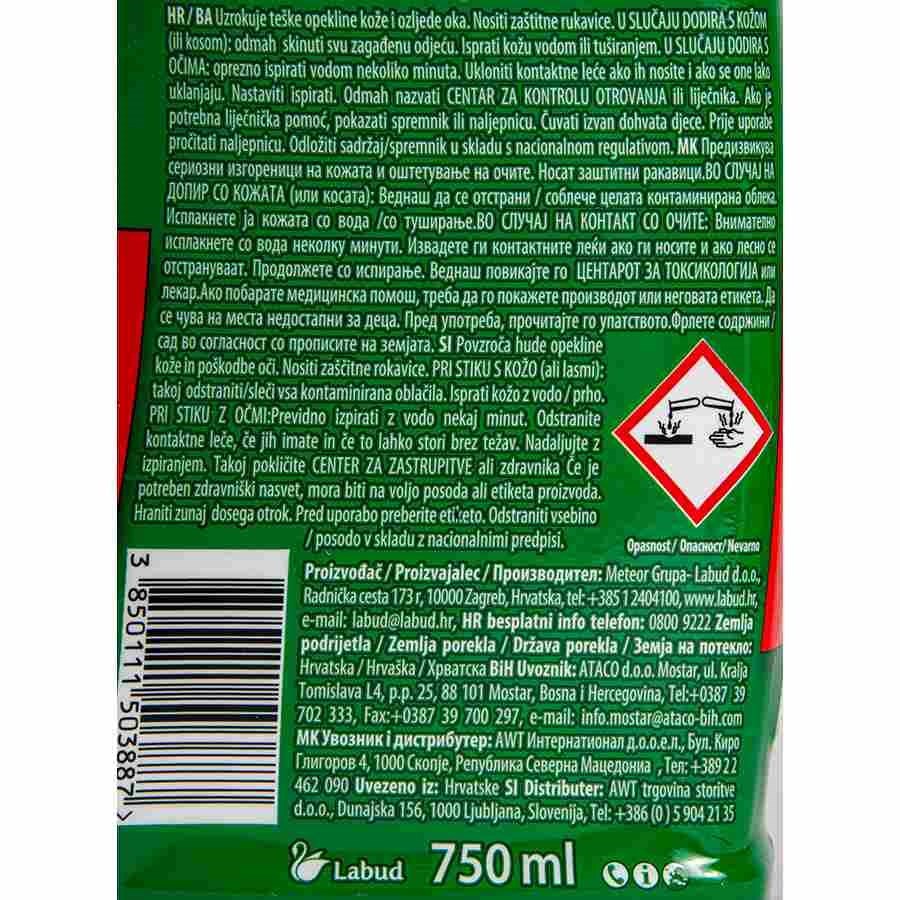 HR / BA Uzrokuje teške opekline kože i ozljede oka. Nositi zaštitne rukavice. U SLUČAJU DODIRA S KOŽOM
(ili kosom): odmah skinuti svu zagađenu odjeću. Isprati kožu vodom ili tuširanjem. U SLUČAJU DODIRA S
OČIMA: oprezno ispirati vodom nekoliko minuta. Ukloniti kontaktne leće ako ih nosite i ako se one lako
uklanjaju. Nastaviti ispirati. Odmah nazvati CENTAR ZA KONTROLU OTROVANJA ili liječnika. Ako je
potrebna liječnička pomoć, pokazati spremnik ili naljepnicu. Čuvati izvan dohvata djece. Prije uporabe
pročitati naljepnicu. Odložiti sadržaj/spremnik u skladu s nacionalnom regulativom. МК Предизвикува
сериозни изгореници на кожата и оштетување на очите. Носат заштитни ракавици.ВО СЛУЧАЈ НА
ДОПИР СО КОЖАТА (или косата): Веднаш да се отстрани / соблече целата контаминирана облека.
Исплакнете ја кожата со вода /со туширање.ВО СЛУЧАЈ НА КОНТАКТ СО ОЧИТЕ: Внимателно
исплакнете со вода неколку минути. Извадете ги контактните леќи ако ги носите и ако лесно се
отстрануваат. Продолжете со испирање. Веднаш повикајте го ЦЕНТАРОТ ЗА ТОКСИКОЛОГИЈА или
лекар.Ако побарате медицинска помош, треба да го покажете производот или неговата етикета. Да
се чува на места недостапни за деца. Пред употреба, прочитајте го упатството.Фрлете содржини /
сад во согласност со прописите на земјата. SI Povzroča hude opekline
kože in poškodbe oči. Nositi zaščitne rokavice. PRI STIKU S KOŽO (ali lasmi):
takoj odstraniti/sleči vsa kontaminirana oblačila. Isprati kožo z vodo / prho.
PRI STIKU Z OČMI:Previdno izpirati z vodo nekaj minut. Odstranite
kontaktne leče, če jih imate in če to lahko stori brez težav. Nadaljujte z
izpiranjem. Takoj pokličite CENTER ZA ZASTRUPITVE ali zdravnika Če je
potreben zdravniški nasvet, mora biti na voljo posoda ali etiketa proizvoda.
Hraniti zunaj dosega otrok. Pred uporabo preberite etiketo. Odstraniti vsebino
/ posodo v skladu z nacionalnimi predpisi.
Opasnost/ Опасност/ Nevarno
Proizvođač / Proizvajalec / Производител: Meteor Grupa- Labud d.o.o.,
Radnička cesta 173 r, 10000 Zagreb, Hrvatska, tel: +385 1 2404100, www.labud.hr,
e-mail: labud@labud.hr, HR besplatni info telefon: 0800 9222 Zemlja
podrijetla / Zemlja porekla / Država porekla / Земја на потекло:
Hrvatska / Hrvaška / Хрватска BiH Uvoznik: ATACO d.o.o. Mostar, ul. Kralja
Tomislava L4, p.p. 25, 88 101 Mostar, Bosna i Hercegovina, Tel:+0387 39
702 333, Fax:+0387 39 700 297, e-mail: info.mostar@ataco-bih.com
МК Увозник і дистрибутер: AWT Интернатионал д.о.о.е.л., Бул. Киро
Глигоров 4, 1000 Скопје, Република Северна Македониа ,Тел: +389 22
462 090 Uvezeno iz: Hrvatske SI Distributer: AWT trgovina storitve
d.o.o., Dunajska 156, 1000 Ljubljana, Slovenija, Tel: +386 (0) 5 904 21 35
3 850111 503887 >
Labud 750 ml